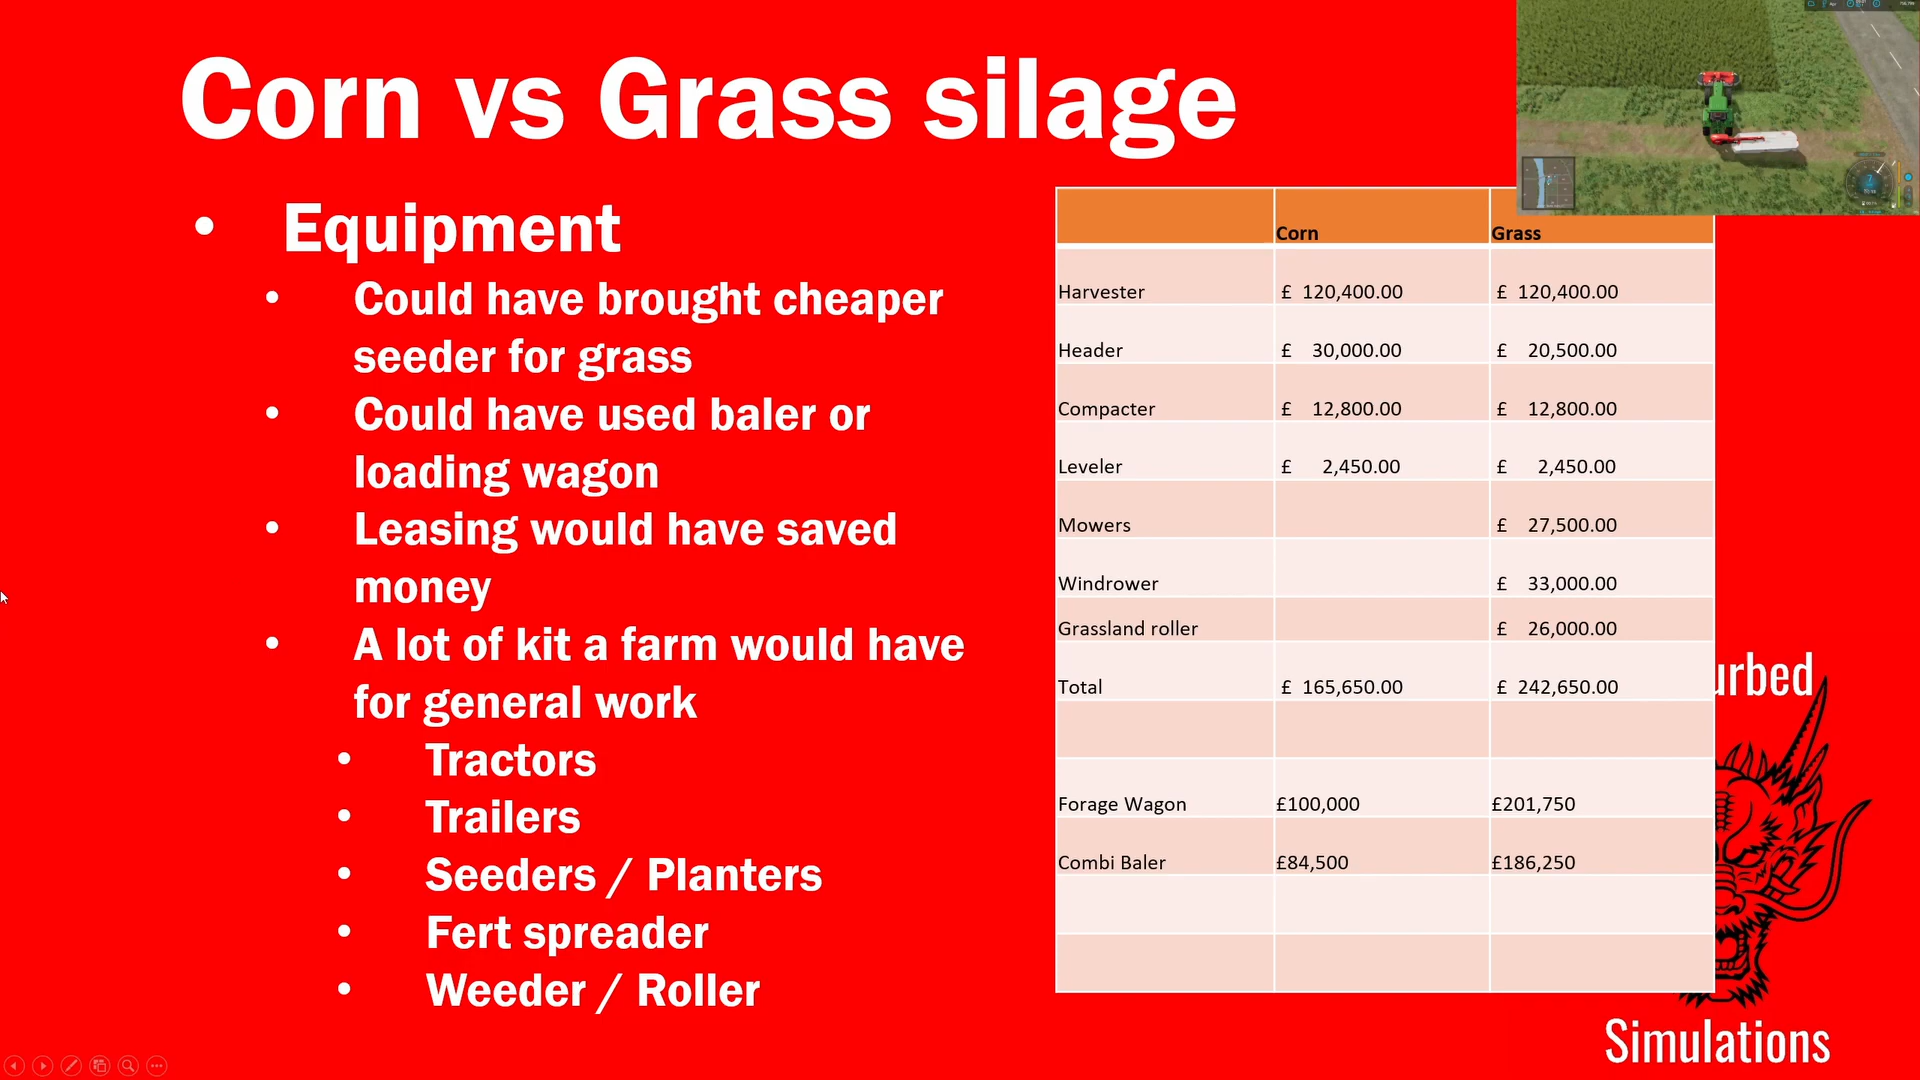 Corn vs Grass silage
• Equipment
• Could have brought cheaper
seeder for grass
• Could have used baler or
loading wagon
• Leasing would have saved
money
• A lot of kit a farm would have
for general work
• Tractors
• Trailers
• Seeders / Planters
• Fert spreader
• Weeder / Roller
Corn Grass
Harvester £ 120,400.00 £ 120,400.00
Header £ 30,000.00 £ 20,500.00
Compacter £ 12,800.00 £ 12,800.00
Leveler £ 2,450.00 £ 2,450.00
Mowers £ 27,500.00
Windrower £ 33,000.00
Grassland roller £ 26,000.00
Total £ 165,650.00 £ 242,650.00
Forage Wagon £100,000 £201,750
Combi Baler £84,500 £186,250
urbed
Simulations